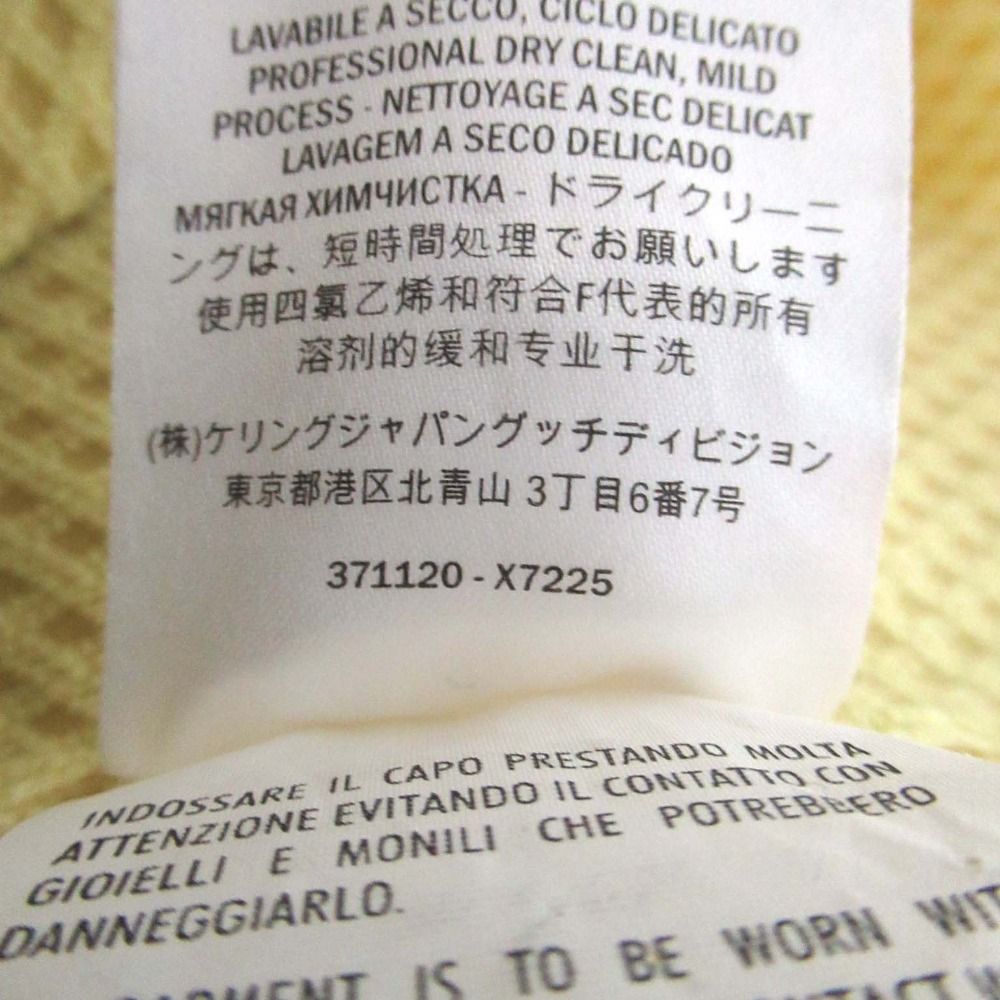 LAVABILE A SECCO, CICLO DELICATO
PROFESSIONAL DRY CLEAN, MILD
PROCESS - NETTOYAGE A SEC DELICAT
LAVAGEM A SECO DELICADO
МЯГКАЯ ХИМЧИСТКА - ドライクリーニ
ングは、短時間処理でお願いします
使用四氯乙烯和符合F代表的所有
溶剂的缓和专业干洗
(株)ケリングジャパングッチディビジョン
東京都港区北青山 3丁目6番7号
371120 - X7225
INDOSSARE IL CAPO PRESTANDO MOLTA
ATTENZIONE EVITANDO IL CONTATTO CON
GIOIELLI E MONILI CHE POTREBBERO
DANNEGGIARLO.
IS TO BE WORN